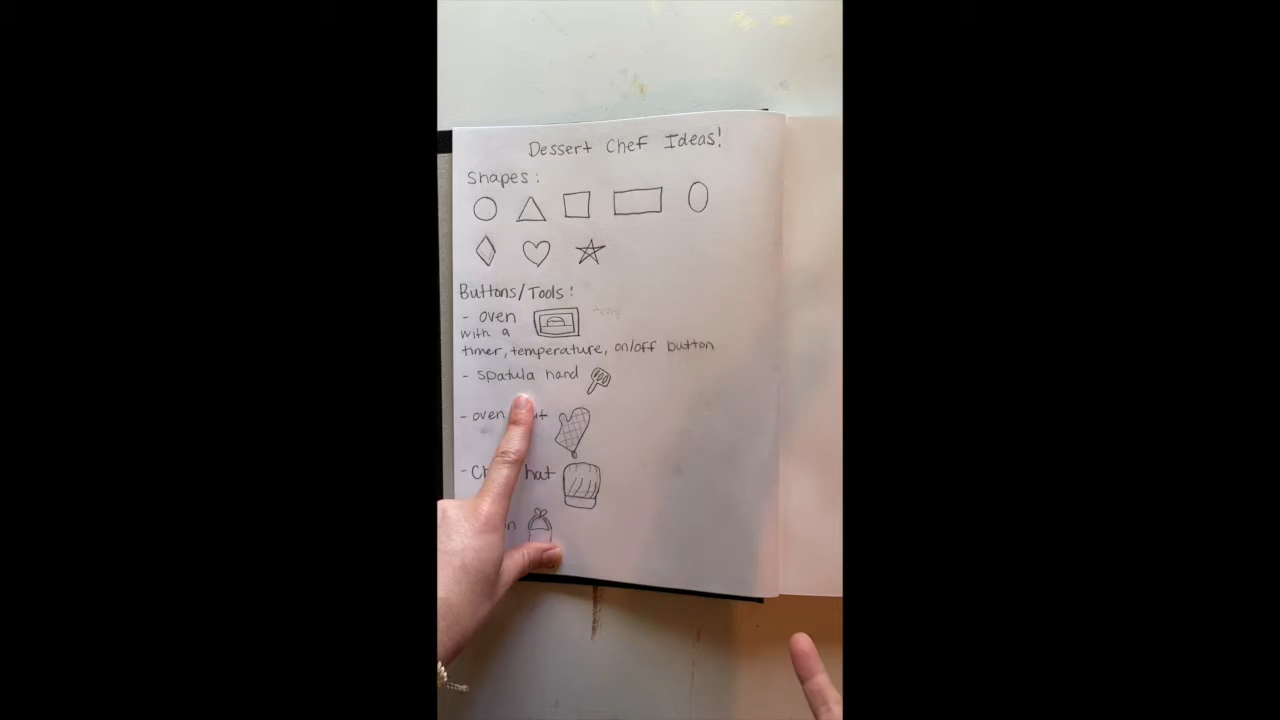 Dessert Chef Ideas!
Shapes:
Buttons/Tools:
- oven
with a
timer, temperature, on/off button
- spatula hand
- oven
- hat